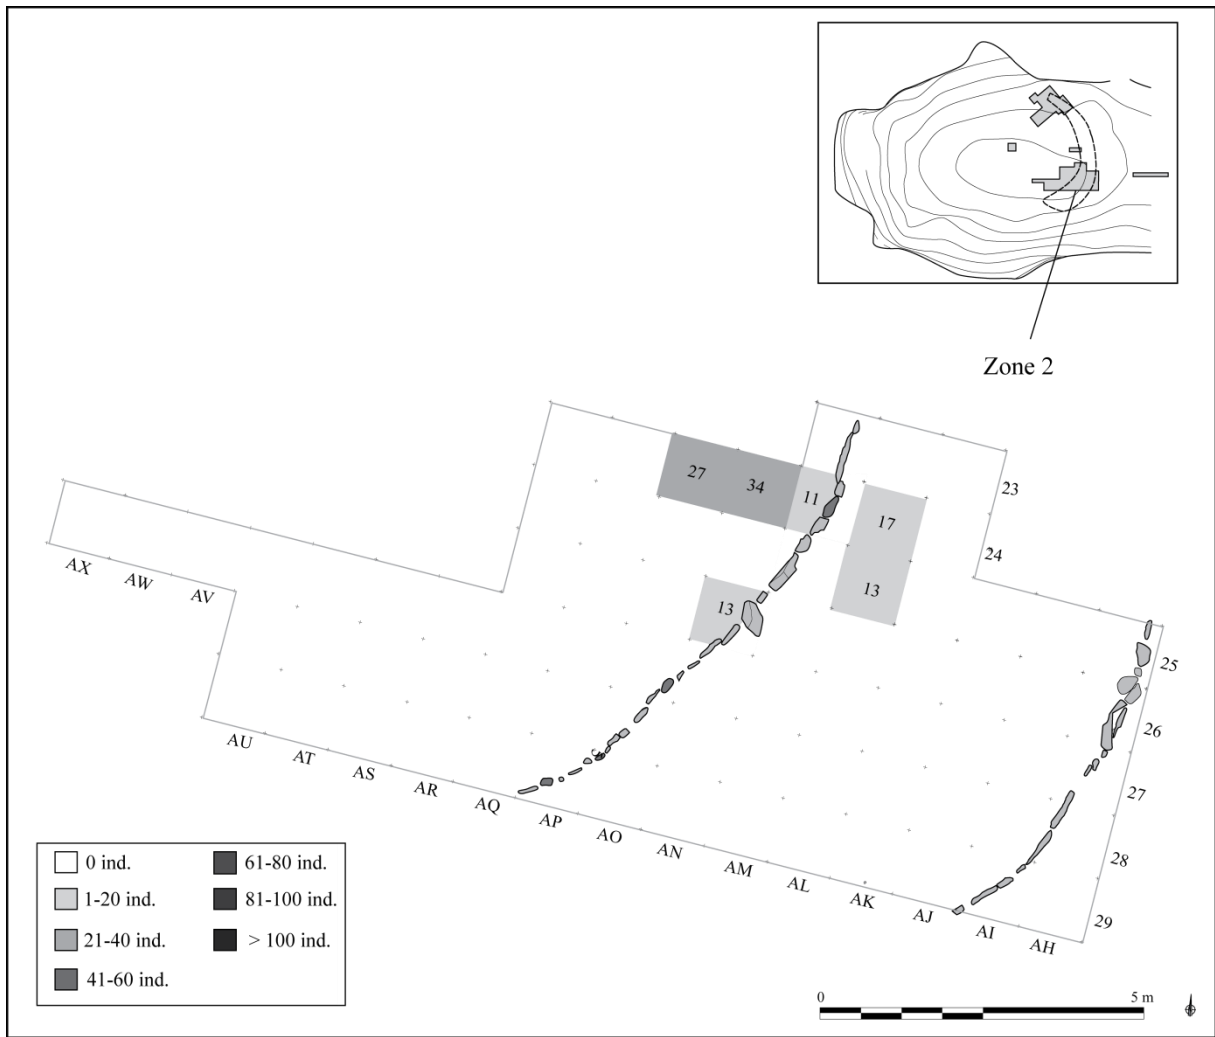 Zone 2
27
34
11
17
13
13
23
24
25
26
27
28
29
AX
AW
AV
AU
AT
AS
AR
AQ
AP
AO
AN
AM
AL
AK
AJ
AI
AH
0 ind.
1-20 ind.
21-40 ind.
41-60 ind.
61-80 ind.
81-100 ind.
> 100 ind.
0 5 m